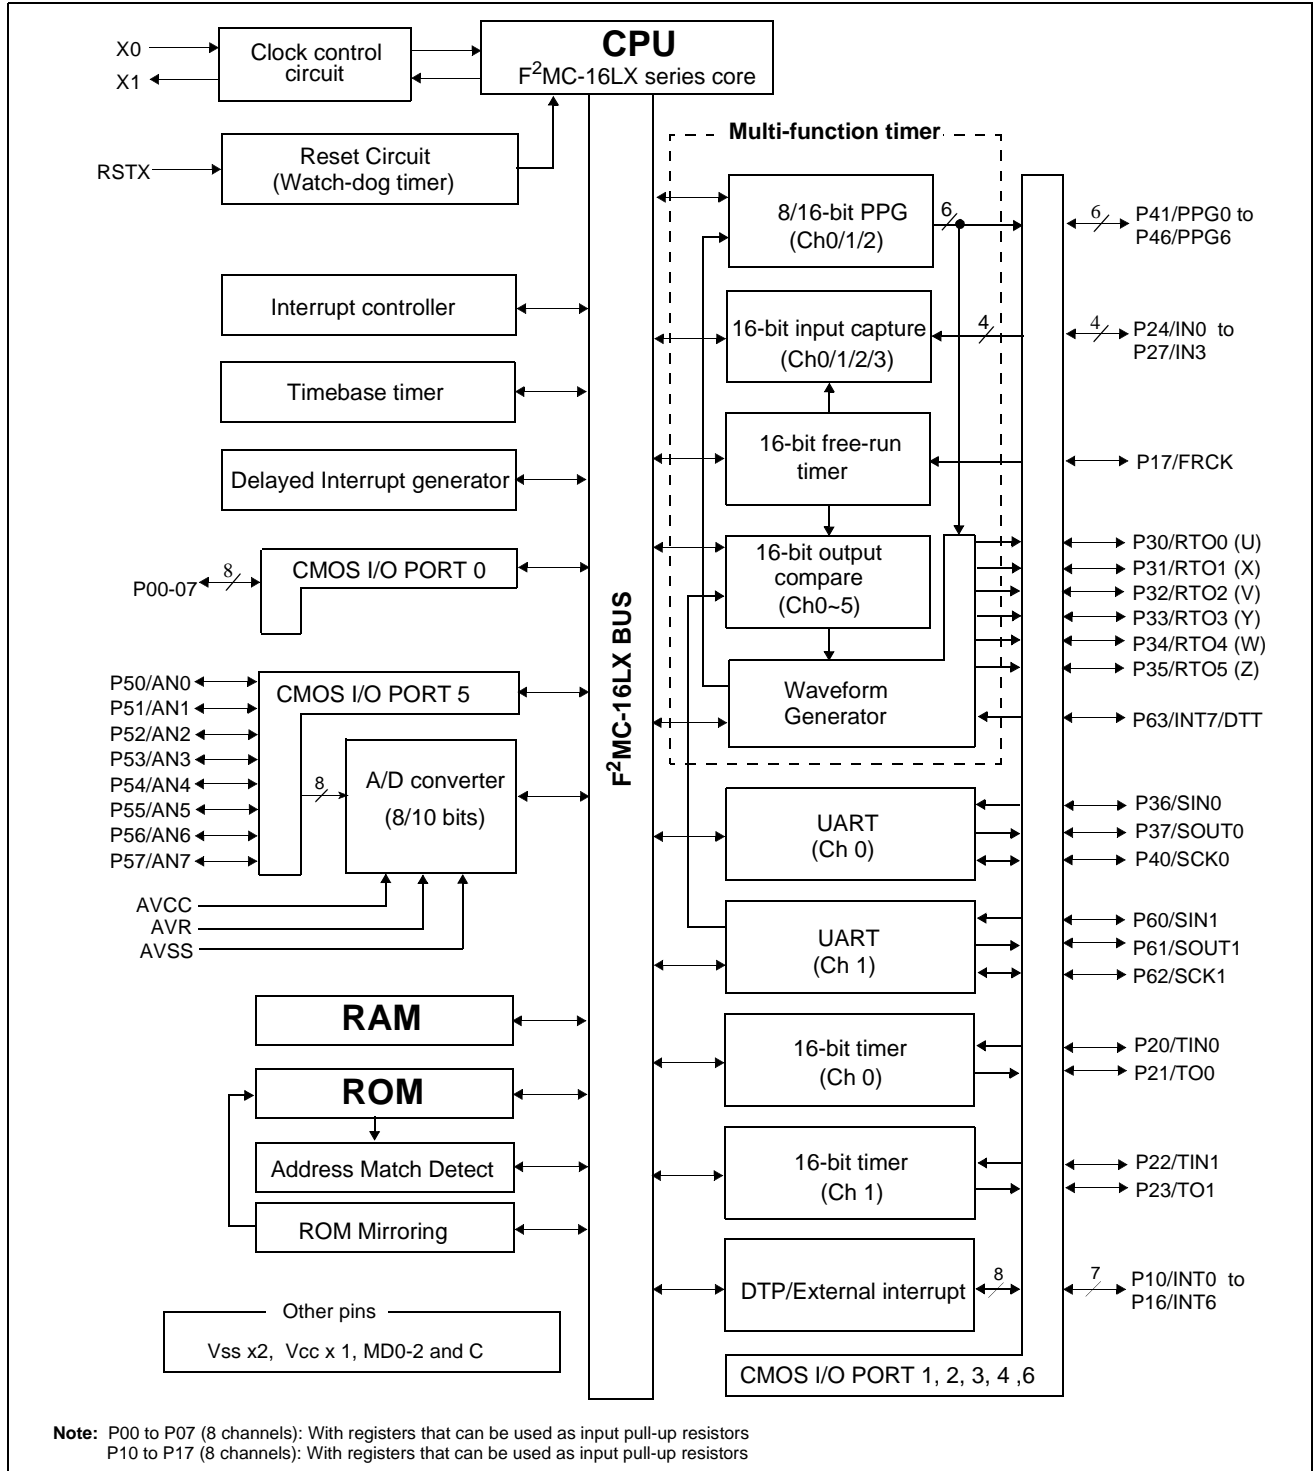 X0
X1
Clock control
circuit
CPU
F²MC-16LX series core
RSTX
Reset Circuit
(Watch-dog timer)
Interrupt controller
Timebase timer
Delayed Interrupt generator
P00-07
8
CMOS I/O PORT 0
P50/AN0
P51/AN1
P52/AN2
P53/AN3
P54/AN4
P55/AN5
P56/AN6
P57/AN7
CMOS I/O PORT 5
8
A/D converter
(8/10 bits)
AVCC
AVR
AVSS
RAM
ROM
Address Match Detect
ROM Mirroring
Other pins
Vss x2, Vcc x 1, MD0-2 and C
F²MC-16LX BUS
Multi-function timer
8/16-bit PPG
(Ch0/1/2)
6
16-bit input capture
(Ch0/1/2/3)
4
16-bit free-run
timer
16-bit output
compare
(Ch0~5)
Waveform
Generator
UART
(Ch 0)
UART
(Ch 1)
16-bit timer
(Ch 0)
16-bit timer
(Ch 1)
DTP/External interrupt
8
CMOS I/O PORT 1, 2, 3, 4 ,6
6
P41/PPG0 to
P46/PPG6
4
P24/IN0 to
P27/IN3
P17/FRCK
P30/RTO0 (U)
P31/RTO1 (X)
P32/RTO2 (V)
P33/RTO3 (Y)
P34/RTO4 (W)
P35/RTO5 (Z)
P63/INT7/DTT
P36/SIN0
P37/SOUT0
P40/SCK0
P60/SIN1
P61/SOUT1
P62/SCK1
P20/TIN0
P21/TO0
P22/TIN1
P23/TO1
7
P10/INT0 to
P16/INT6
Note: P00 to P07 (8 channels): With registers that can be used as input pull-up resistors
P10 to P17 (8 channels): With registers that can be used as input pull-up resistors